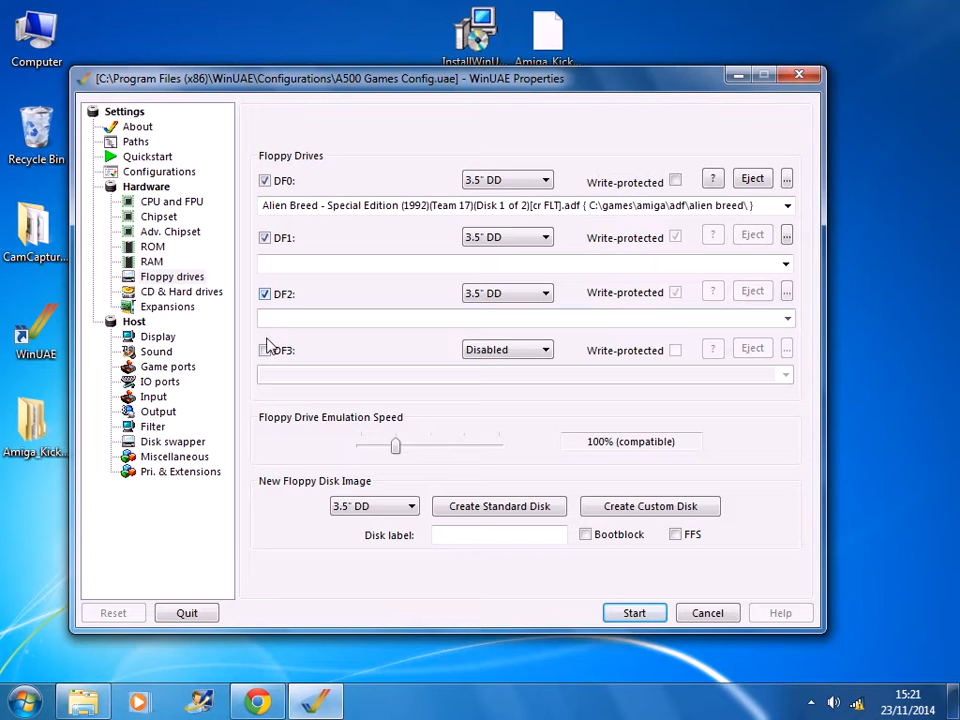 Computer
InstallWinU...
Amiga_Kick...
[C:\Program Files (x86)\WinUAE\Configurations\A500 Games Config.uae] - WinUAE Properties
Recycle Bin
CamCaptur...
WinUAE
Amiga_Kick...
Settings
About
Paths
Quickstart
Configurations
Hardware
CPU and FPU
Chipset
Adv. Chipset
ROM
RAM
Floppy drives
CD & Hard drives
Expansions
Host
Display
Sound
Game ports
IO ports
Input
Output
Filter
Disk swapper
Miscellaneous
Pri. & Extensions
Floppy Drives
DF0: 3.5" DD Write-protected ? Eject ...
Alien Breed - Special Edition (1992)(Team 17)(Disk 1 of 2)[cr FLT].adf { C:\games\amiga\adf\alien breed\ }
DF1: 3.5" DD Write-protected ? Eject ...
DF2: 3.5" DD Write-protected ? Eject ...
DF3: Disabled Write-protected ? Eject ...
Floppy Drive Emulation Speed
100% (compatible)
New Floppy Disk Image
3.5" DD Create Standard Disk Create Custom Disk
Disk label: Bootblock FFS
Reset Quit Start Cancel Help
15:21
23/11/2014